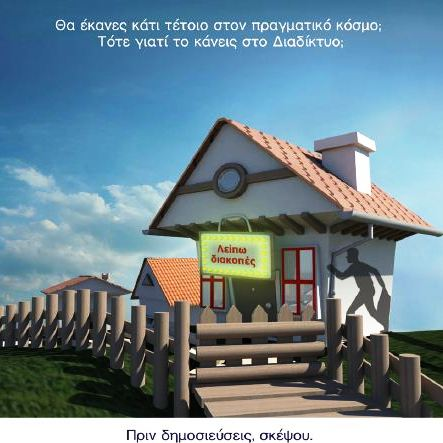 Θα έκανες κάτι τέτοιο στον πραγματικό κόσμο;
Τότε γιατί το κάνεις στο Διαδίκτυο;
Λείπω
διακοπές
Πριν δημοσιεύσεις, σκέψου.